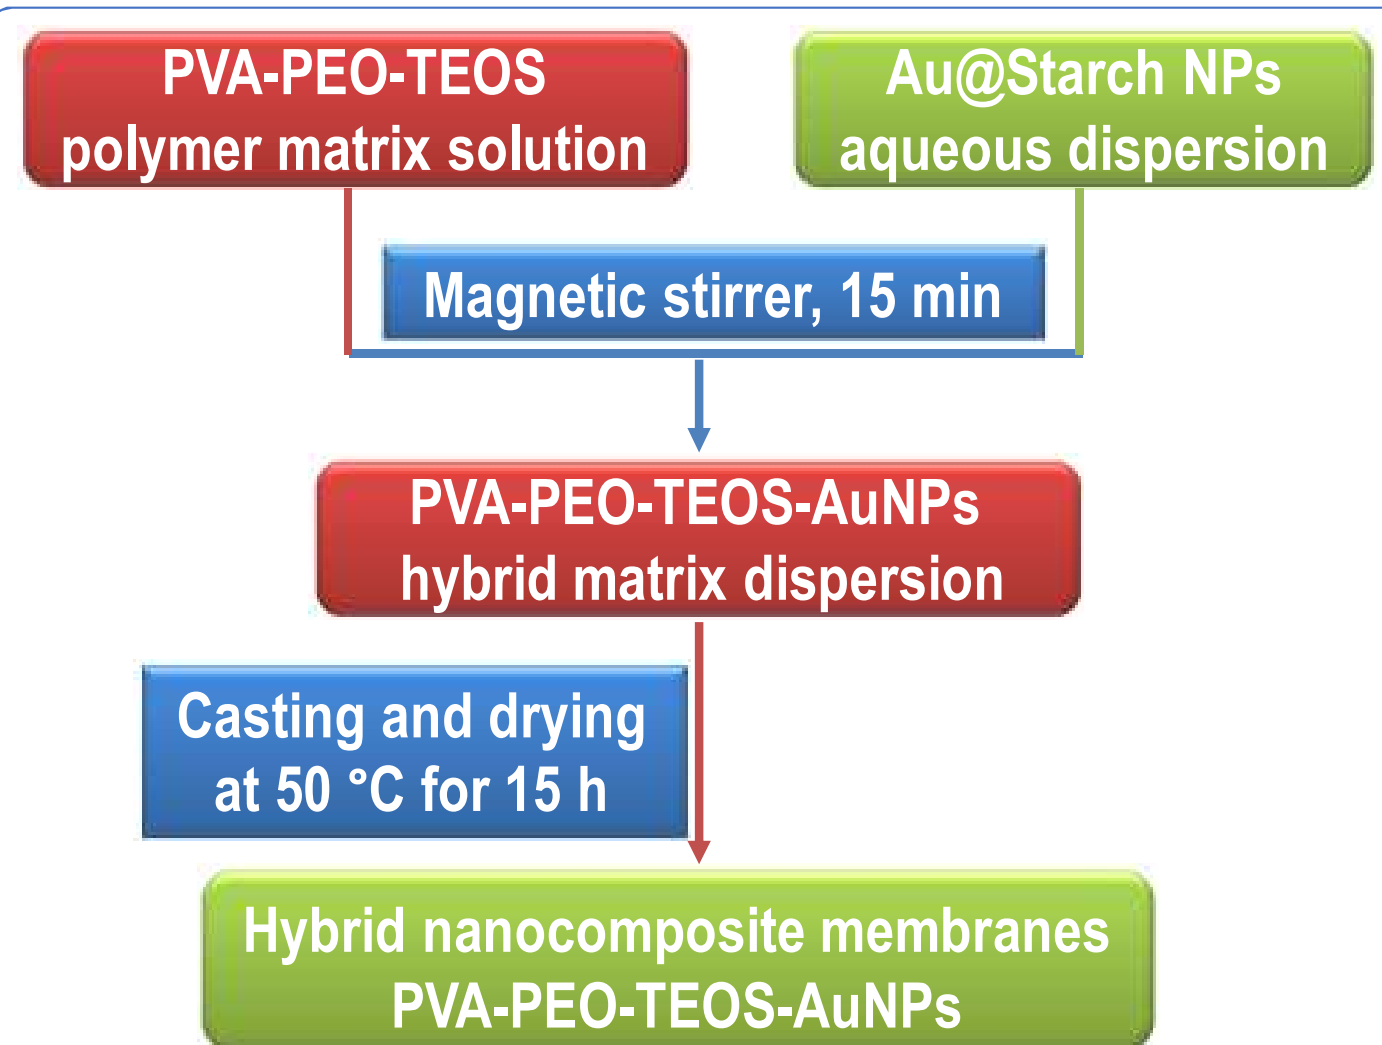 PVA-PEO-TEOS
polymer matrix solution
Au@Starch NPs
aqueous dispersion
Magnetic stirrer, 15 min
PVA-PEO-TEOS-AuNPs
hybrid matrix dispersion
Casting and drying
at 50 °C for 15 h
Hybrid nanocomposite membranes
PVA-PEO-TEOS-AuNPs